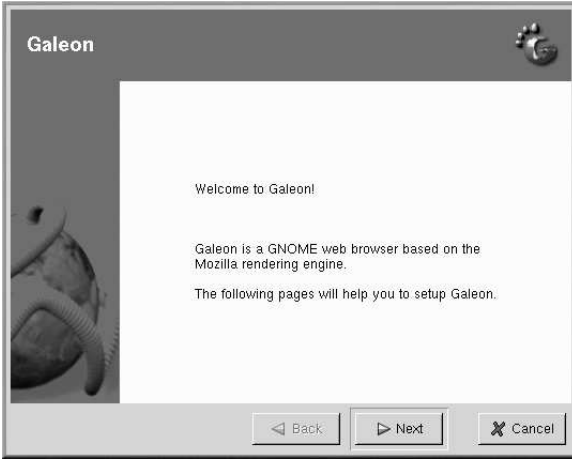 Galeon
Welcome to Galeon!
Galeon is a GNOME web browser based on the
Mozilla rendering engine.
The following pages will help you to setup Galeon.
Back
Next
Cancel